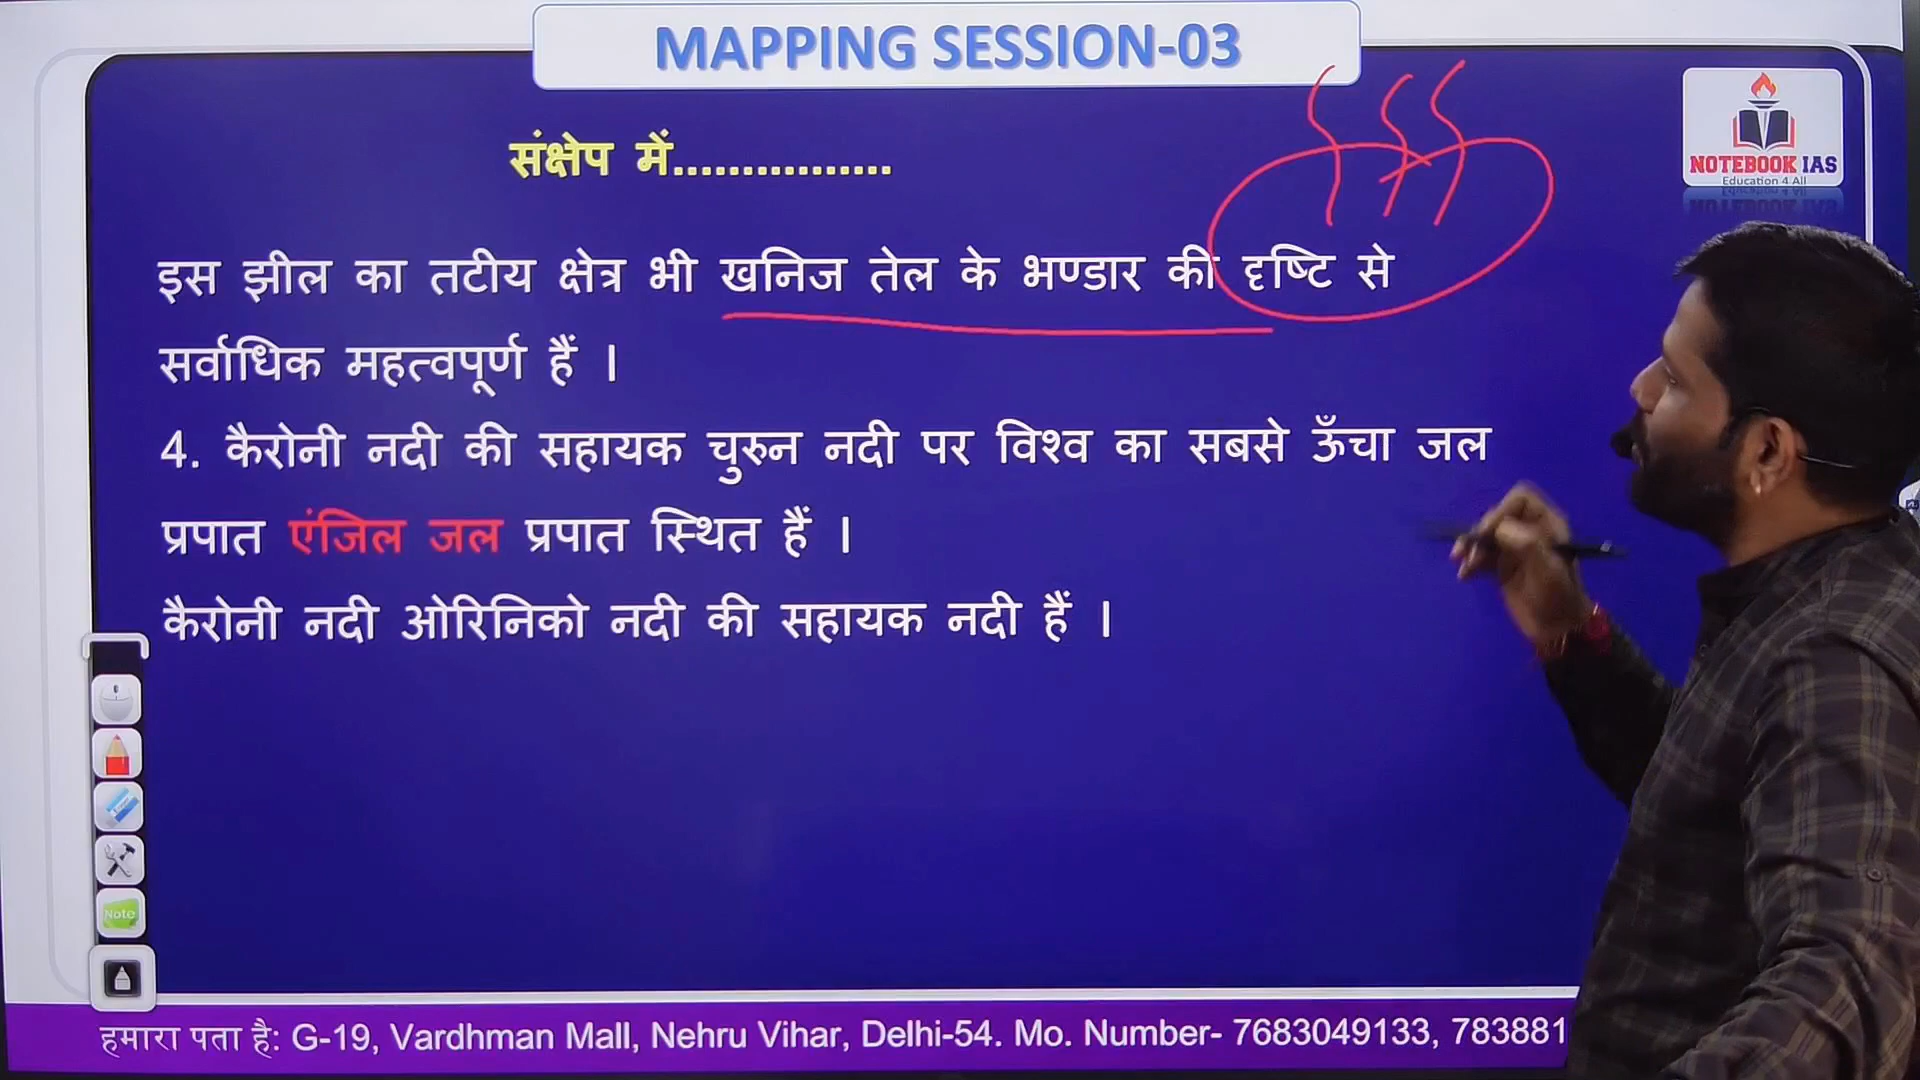 MAPPING SESSION-03
NOTEBOOK IAS
Education 4 All
संक्षेप में................
इस झील का तटीय क्षेत्र भी खनिज तेल के भण्डार की दृष्टि से
सर्वाधिक महत्वपूर्ण हैं ।
4. कैरोनी नदी की सहायक चुरुन नदी पर विश्व का सबसे ऊँचा जल
प्रपात एंजिल जल प्रपात स्थित हैं ।
कैरोनी नदी ओरिनिको नदी की सहायक नदी हैं ।
Note
हमारा पता है: G-19, Vardhman Mall, Nehru Vihar, Delhi-54. Mo. Number- 7683049133, 783881